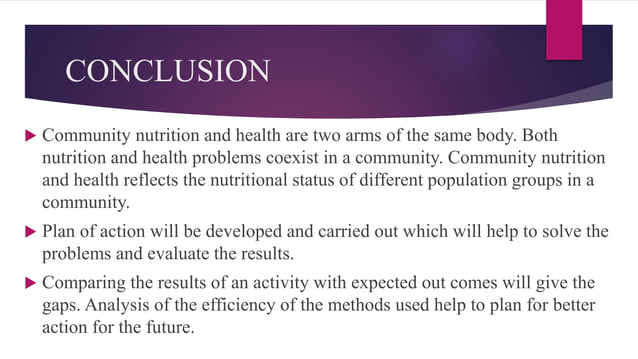 CONCLUSION
Community nutrition and health are two arms of the same body. Both
nutrition and health problems coexist in a community. Community nutrition
and health reflects the nutritional status of different population groups in a
community.
Plan of action will be developed and carried out which will help to solve the
problems and evaluate the results.
Comparing the results of an activity with expected out comes will give the
gaps. Analysis of the efficiency of the methods used help to plan for better
action for the future.